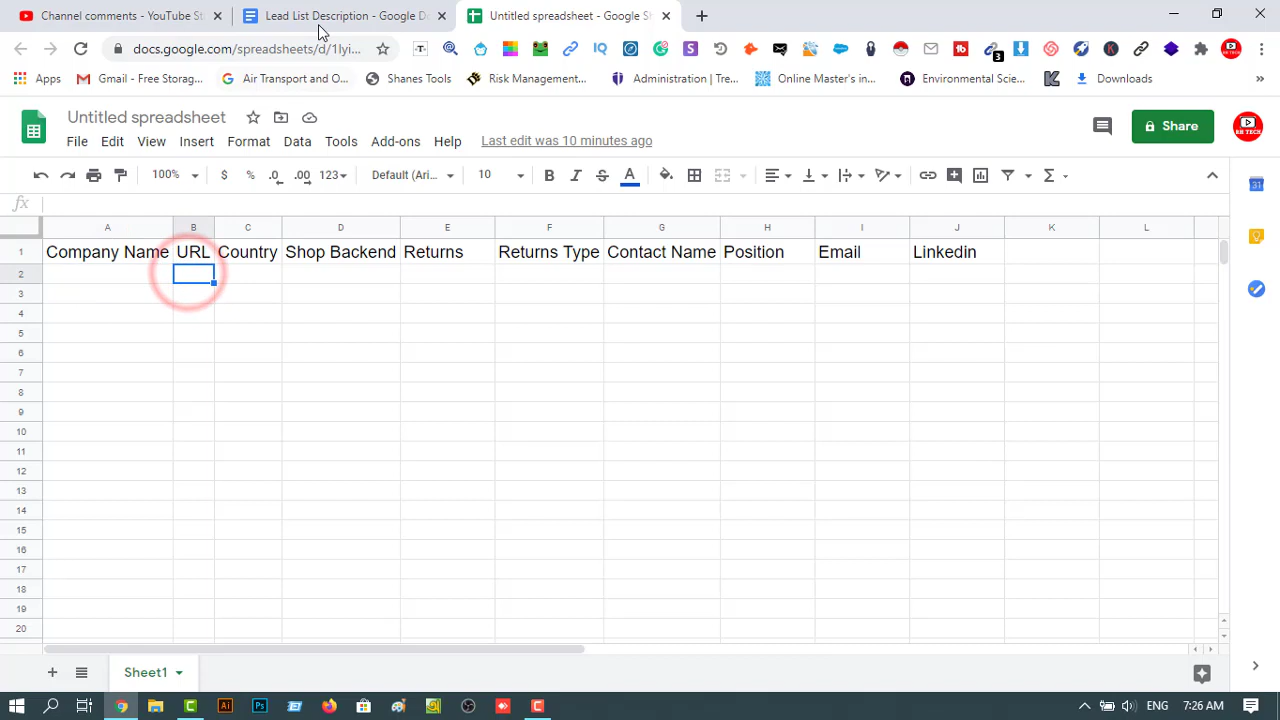 Channel comments - YouTube S
Lead List Description - Google D
Untitled spreadsheet - Google S
docs.google.com/spreadsheets/d/1Iyi...
Apps
Gmail - Free Storag...
Air Transport and O...
Shanes Tools
Risk Management...
Administration | Tre...
Online Master's in...
Environmental Scie...
Downloads
Untitled spreadsheet
File Edit View Insert Format Data Tools Add-ons Help Last edit was 10 minutes ago
Share
100% $ % .0 .00 123 Default (Ari... 10
A B C D E F G H I J K L
1 Company Name URL Country Shop Backend Returns Returns Type Contact Name Position Email Linkedin
2
3
4
5
6
7
8
9
10
11
12
13
14
15
16
17
18
19
20
Sheet1
ENG 7:26 AM